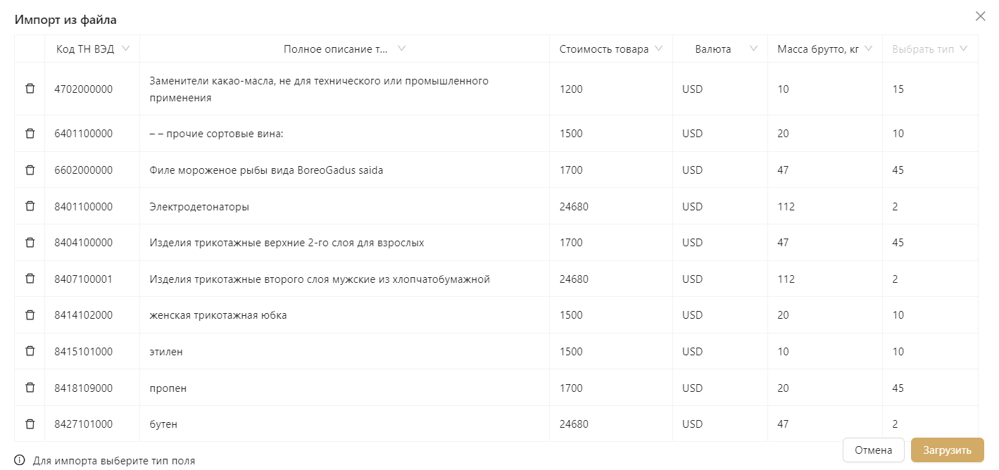 Импорт из файла
Код ТН ВЭД Полное описание т... Стоимость товара Валюта Масса брутто, кг Выбрать тип
4702000000 Заменители какао-масла, не для технического или промышленного
применения 1200 USD 10 15
6401100000 – – прочие сортовые вина: 1500 USD 20 10
6602000000 Филе мороженое рыбы вида BoreoGadus saida 1700 USD 47 45
8401100000 Электродетонаторы 24680 USD 112 2
8404100000 Изделия трикотажные верхние 2-го слоя для взрослых 1700 USD 47 45
8407100001 Изделия трикотажные второго слоя мужские из хлопчатобумажной 24680 USD 112 2
8414102000 женская трикотажная юбка 1500 USD 20 10
8415101000 этилен 1500 USD 10 10
8418109000 пропен 1700 USD 20 45
8427101000 бутен 24680 USD 47 2
Для импорта выберите тип поля Отмена Загрузить